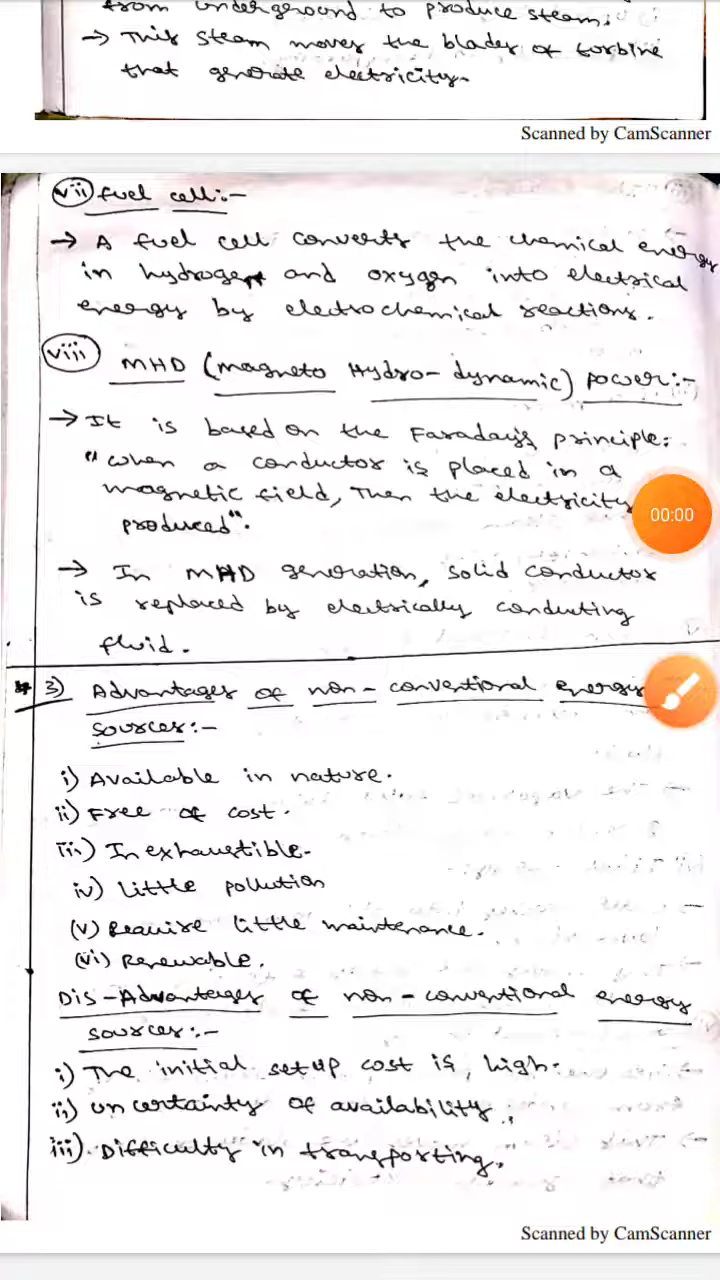 from underground to produce steam.
→ This steam moves the blades of turbine
that generate electricity.
Scanned by CamScanner
vii) fuel cell:-
→ A fuel cell converts the chemical energy
in hydrogen and oxygen into electrical
energy by electrochemical reactions.
viii) MHD (magneto Hydro-dynamic) power:-
→ It is based on the Faraday's principle:
"when a conductor is placed in a
magnetic field, Then the electricity
produced".
00:00
→ In MHD generation, solid conductor
is replaced by electrically conducting
fluid.
3) Advantages of non-conventional energy
sources:-
i) Available in nature.
ii) Free of cost.
iii) Inexhaustible.
iv) Little pollution
(v) Require little maintenance.
(vi) Renewable.
Dis-Advantages of non-conventional energy
sources:-
i) The initial setup cost is, high.
ii) uncertainty of availability.
iii). Difficulty in transporting.
Scanned by CamScanner